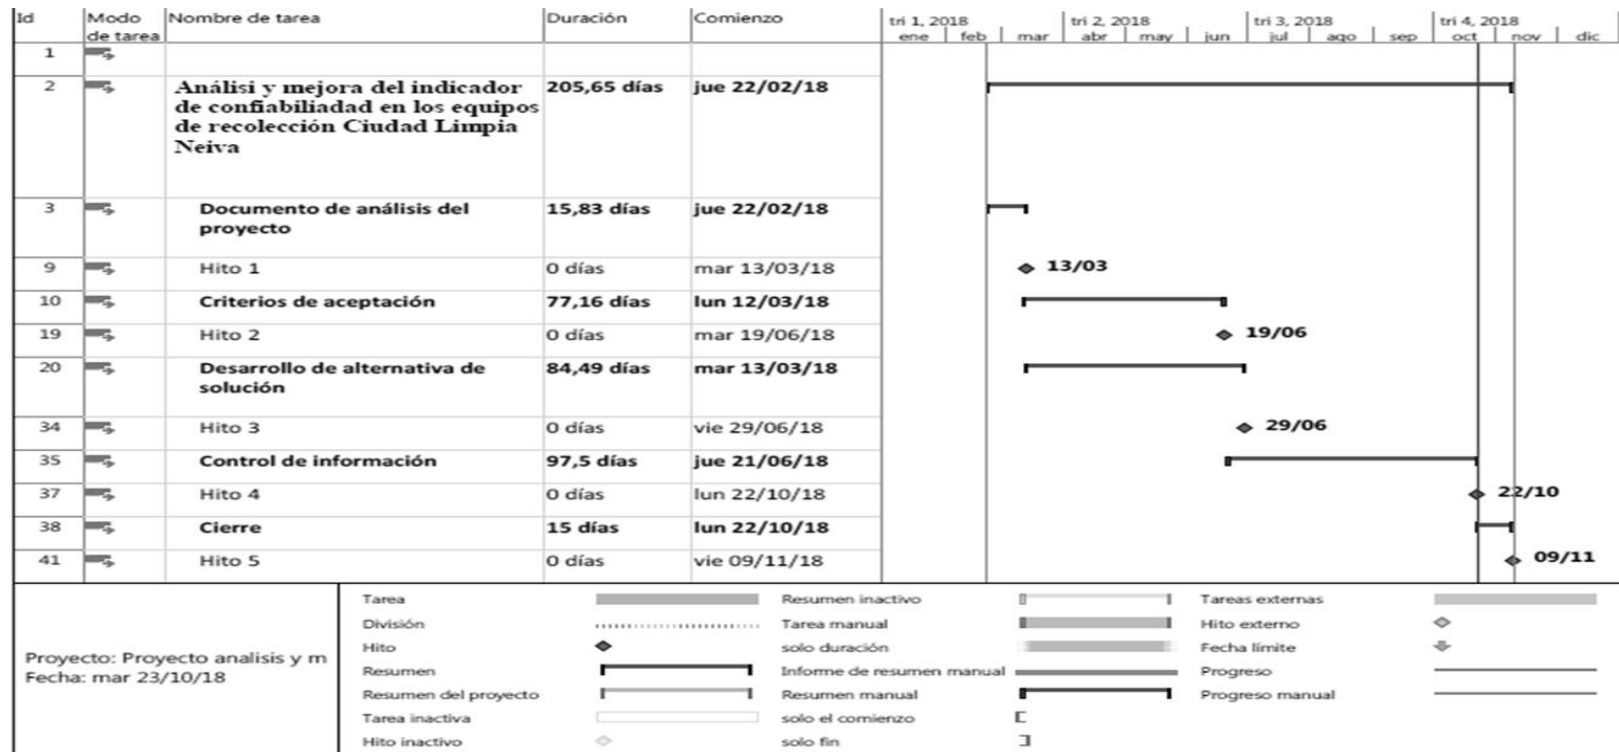 Id Modo de tarea Nombre de tarea Duración Comienzo tri 1, 2018 tri 2, 2018 tri 3, 2018 tri 4, 2018
ene feb mar abr may jun jul ago sep oct nov dic
1
2 Análisi y mejora del indicador 205,65 días jue 22/02/18
de confiabiliadad en los equipos
de recolección Ciudad Limpia
Neiva
3 Documento de análisis del 15,83 días jue 22/02/18
proyecto
9 Hito 1 0 días mar 13/03/18 13/03
10 Criterios de aceptación 77,16 días lun 12/03/18
19 Hito 2 0 días mar 19/06/18 19/06
20 Desarrollo de alternativa de 84,49 días mar 13/03/18
solución
34 Hito 3 0 días vie 29/06/18 29/06
35 Control de información 97,5 días jue 21/06/18
37 Hito 4 0 días lun 22/10/18 22/10
38 Cierre 15 días lun 22/10/18
41 Hito 5 0 días vie 09/11/18 09/11
Proyecto: Proyecto analisis y m
Fecha: mar 23/10/18
Tarea Resumen inactivo Tareas externas
División Tarea manual Hito externo
Hito solo duración Fecha límite
Resumen Informe de resumen manual Progreso
Resumen del proyecto Resumen manual Progreso manual
Tarea inactiva solo el comienzo
Hito inactivo solo fin